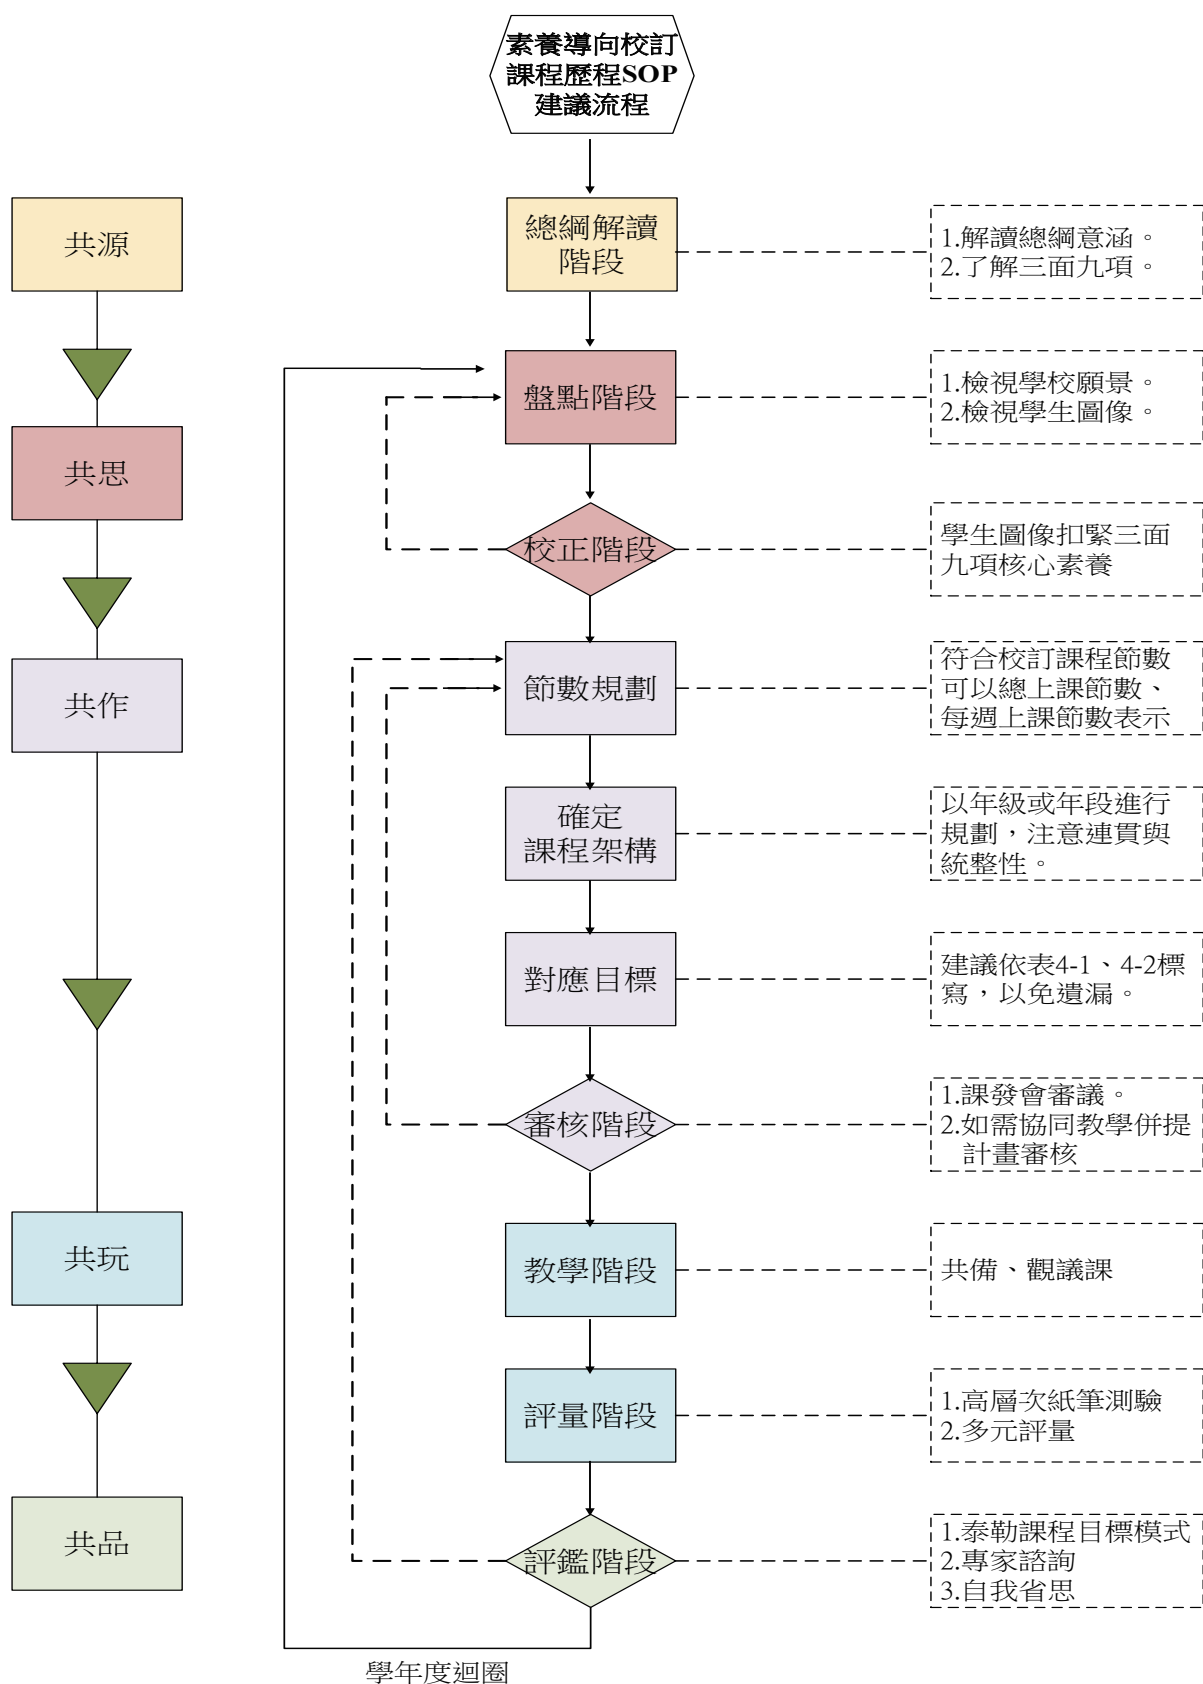 素養導向校訂
課程歷程SOP
建議流程
共源
總綱解讀
階段
1.解讀總綱意涵。
2.了解三面九項。
盤點階段
1.檢視學校願景。
2.檢視學生圖像。
共思
校正階段
學生圖像扣緊三面
九項核心素養
共作
節數規劃
符合校訂課程節數
可以總上課節數、
每週上課節數表示
確定
課程架構
以年級或年段進行
規劃，注意連貫與
統整性。
對應目標
建議依表4-1、4-2標
寫，以免遺漏。
審核階段
1.課發會審議。
2.如需協同教學併提
計畫審核
共玩
教學階段
共備、觀議課
評量階段
1.高層次紙筆測驗
2.多元評量
共品
評鑑階段
1.泰勒課程目標模式
2.專家諮詢
3.自我省思
學年度迴圈